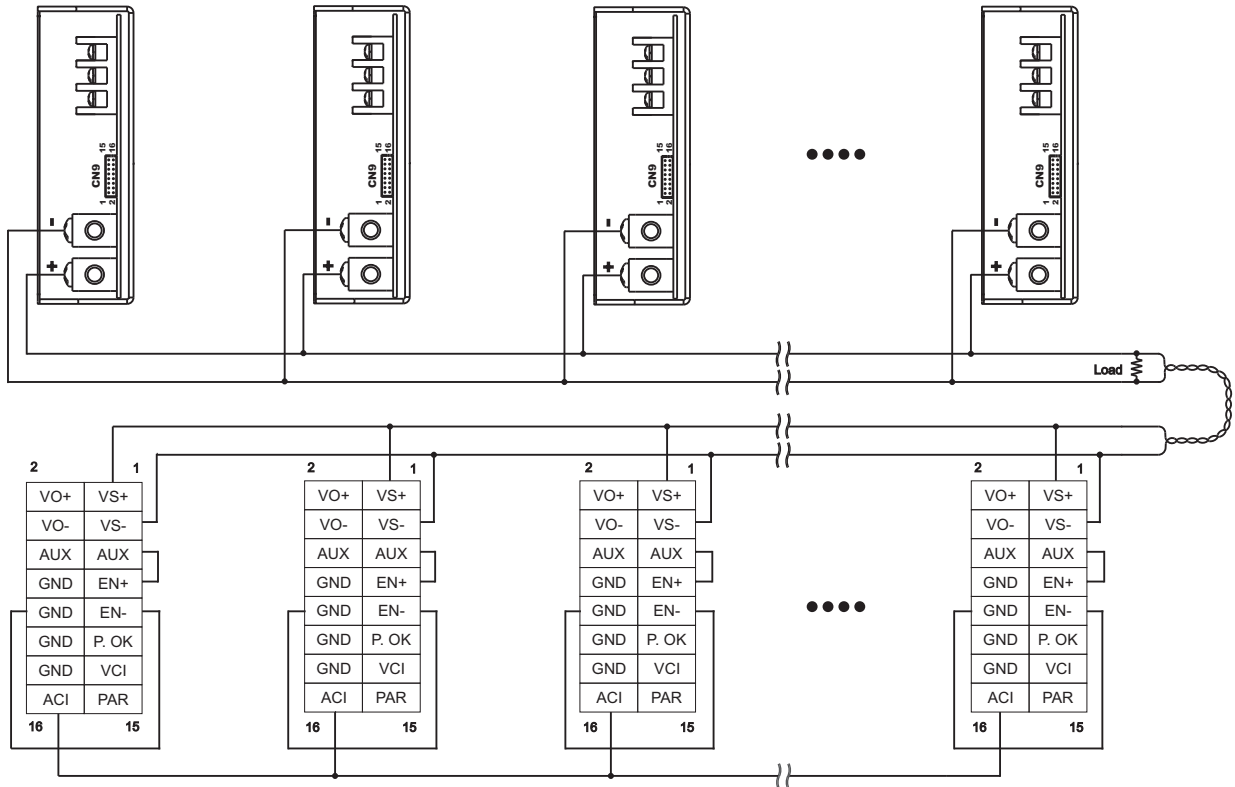 15
16
CN9
1
2
-
+
15
16
CN9
1
2
-
+
15
16
CN9
1
2
-
+
15
16
CN9
1
2
-
+
Load
2 1
VO+ VS+
VO- VS-
AUX AUX
GND EN+
GND EN-
GND P. OK
GND VCI
ACI PAR
16 15
2 1
VO+ VS+
VO- VS-
AUX AUX
GND EN+
GND EN-
GND P. OK
GND VCI
ACI PAR
16 15
2 1
VO+ VS+
VO- VS-
AUX AUX
GND EN+
GND EN-
GND P. OK
GND VCI
ACI PAR
16 15
2 1
VO+ VS+
VO- VS-
AUX AUX
GND EN+
GND EN-
GND P. OK
GND VCI
ACI PAR
16 15